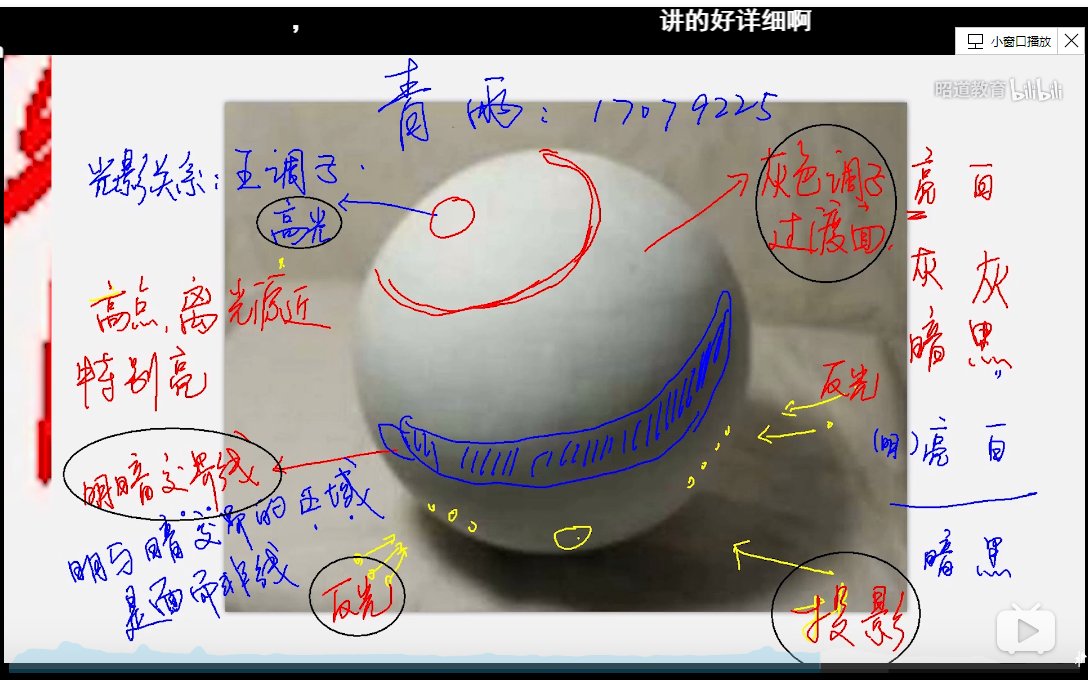 ，
讲的好详细啊
小窗口播放
昭道教育 bilibili
青雨：17079225
光影关系：五调子．
高光
高点，离光源近
特别亮
灰色调子
过渡面．
亮 白
灰 灰
暗 黑
反光
(明)亮 白
暗 黑
明暗交界线
明与暗交界的区域
是面而非线
反光
投影